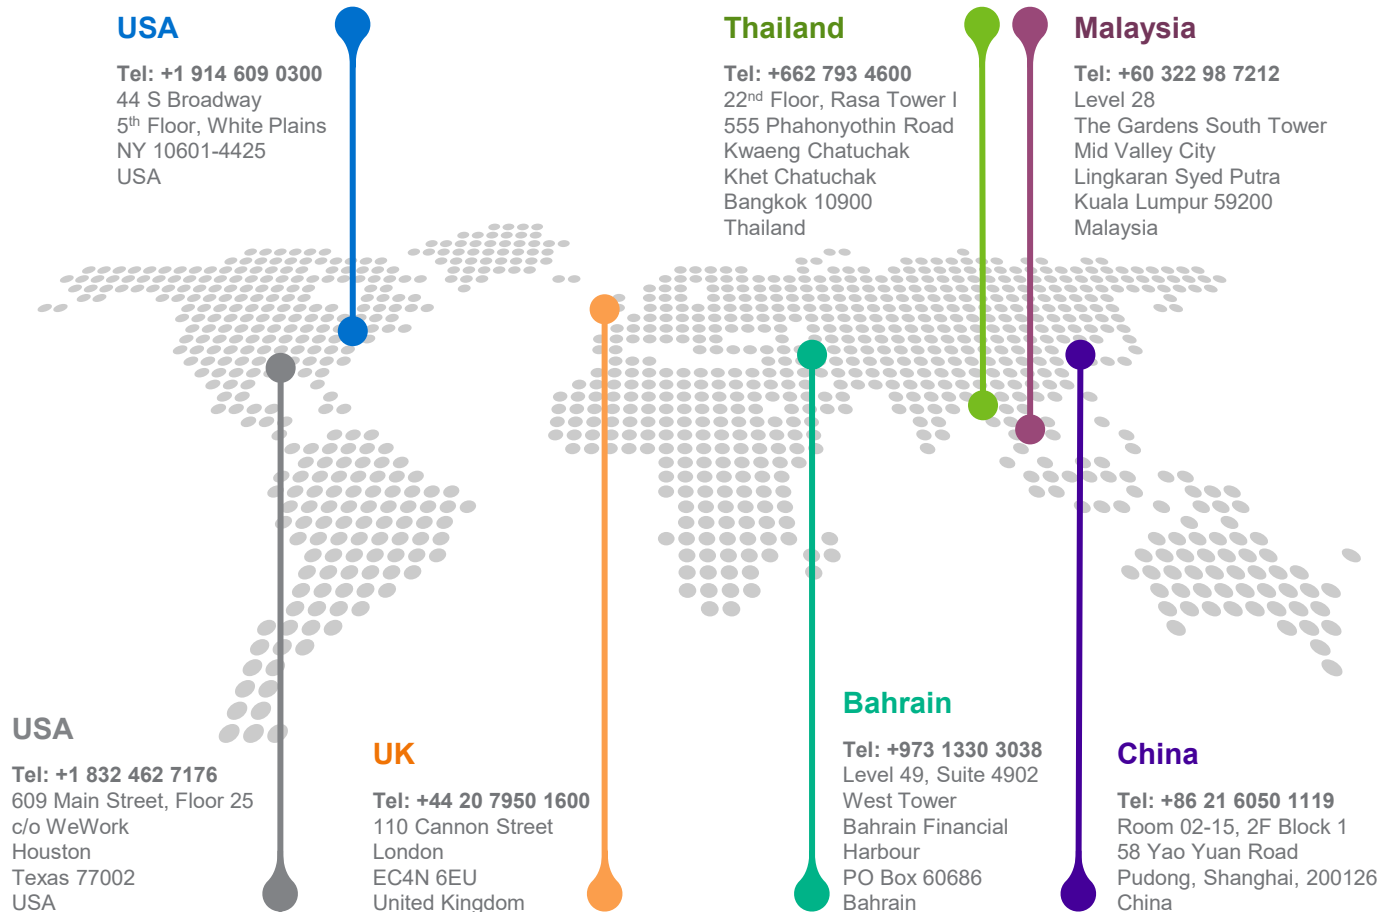 USA
Tel: +1 914 609 0300
44 S Broadway
5th Floor, White Plains
NY 10601-4425
USA
Thailand
Tel: +662 793 4600
22nd Floor, Rasa Tower I
555 Phahonyothin Road
Kwaeng Chatuchak
Khet Chatuchak
Bangkok 10900
Thailand
Malaysia
Tel: +60 322 98 7212
Level 28
The Gardens South Tower
Mid Valley City
Lingkaran Syed Putra
Kuala Lumpur 59200
Malaysia
USA
Tel: +1 832 462 7176
609 Main Street, Floor 25
c/o WeWork
Houston
Texas 77002
USA
UK
Tel: +44 20 7950 1600
110 Cannon Street
London
EC4N 6EU
United Kingdom
Bahrain
Tel: +973 1330 3038
Level 49, Suite 4902
West Tower
Bahrain Financial
Harbour
PO Box 60686
Bahrain
China
Tel: +86 21 6050 1119
Room 02-15, 2F Block 1
58 Yao Yuan Road
Pudong, Shanghai, 200126
China